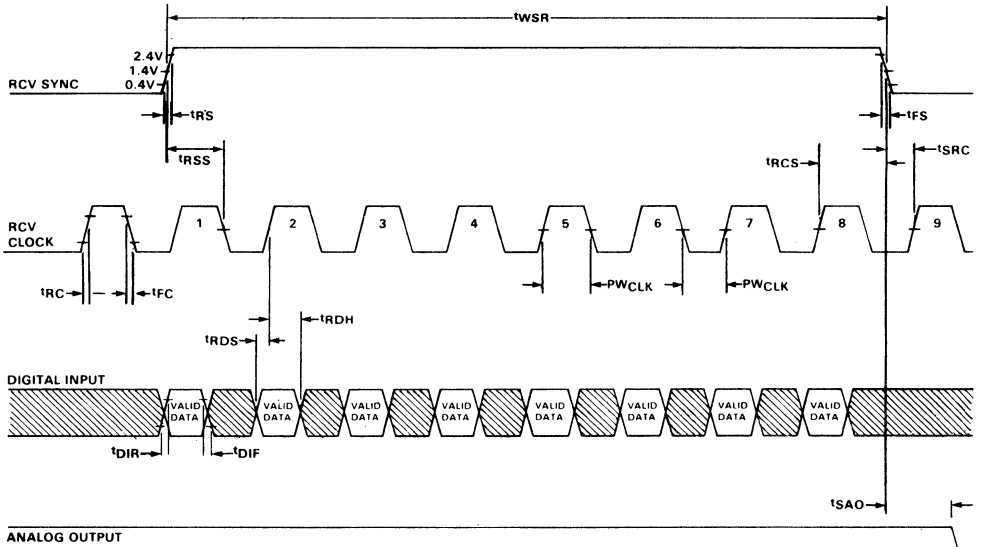 tWSR
2.4V
1.4V
RCV SYNC 0.4V
tRS tFS
tRSS tRCS tSRC
RCV CLOCK
1 2 3 4 5 6 7 8 9
tRC tFC PWCLK PWCLK
tRDH
tRDS
DIGITAL INPUT
VALID DATA VALID DATA VALID DATA VALID DATA VALID DATA VALID DATA VALID DATA VALID DATA
tDIR tDIF
tSAO
ANALOG OUTPUT